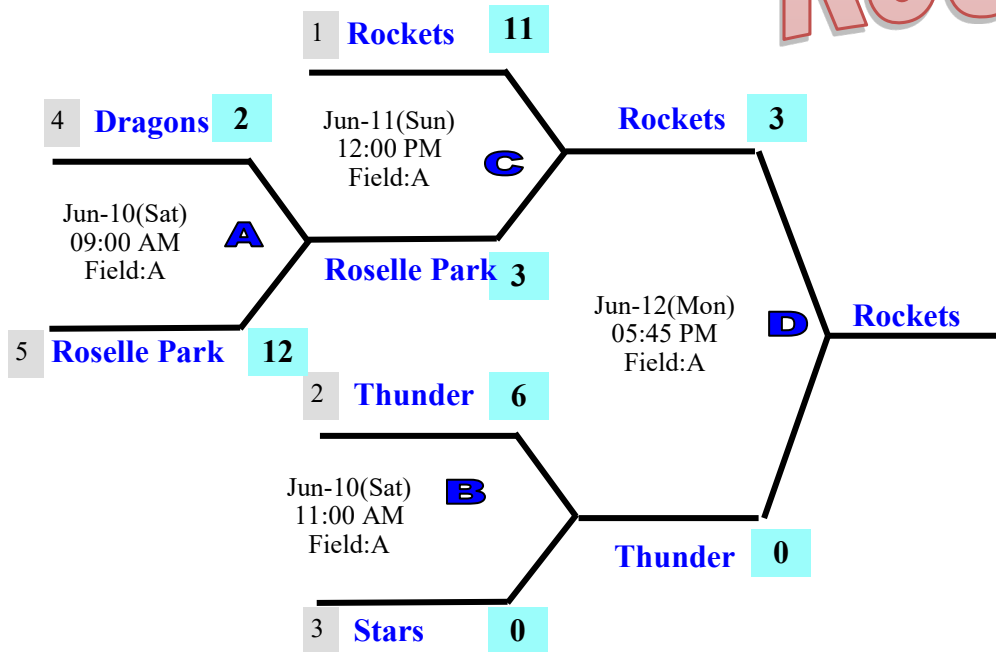 1 Rockets 11
4 Dragons 2
Jun-11(Sun)
12:00 PM
Field:A
C
Rockets 3
Jun-10(Sat)
09:00 AM
Field:A
A
Roselle Park 3
5 Roselle Park 12
Jun-12(Mon)
05:45 PM
Field:A
D
Rockets
2 Thunder 6
Jun-10(Sat)
11:00 AM
Field:A
B
Thunder 0
3 Stars 0